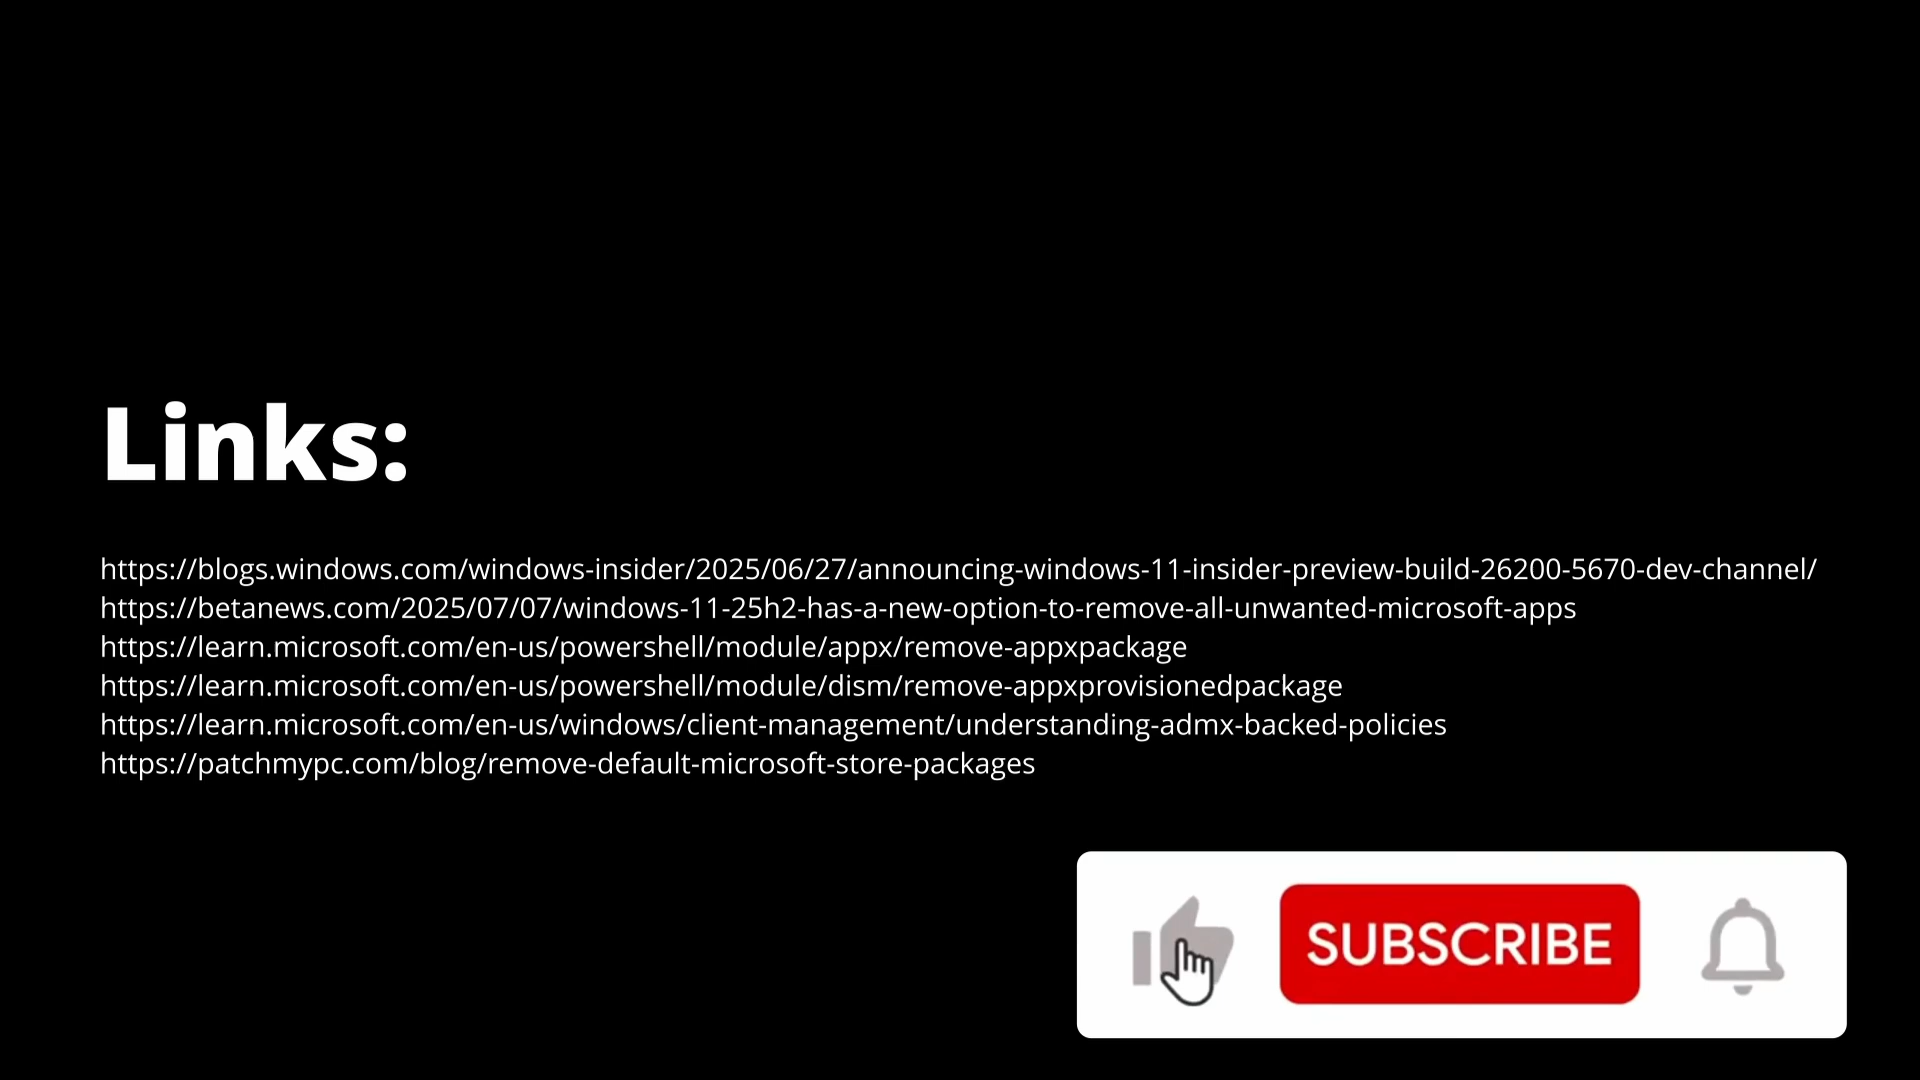 Links:
https://blogs.windows.com/windows-insider/2025/06/27/announcing-windows-11-insider-preview-build-26200-5670-dev-channel/
https://betanews.com/2025/07/07/windows-11-25h2-has-a-new-option-to-remove-all-unwanted-microsoft-apps
https://learn.microsoft.com/en-us/powershell/module/appx/remove-appxpackage
https://learn.microsoft.com/en-us/powershell/module/dism/remove-appxprovisionedpackage
https://learn.microsoft.com/en-us/windows/client-management/understanding-admx-backed-policies
https://patchmypc.com/blog/remove-default-microsoft-store-packages
SUBSCRIBE